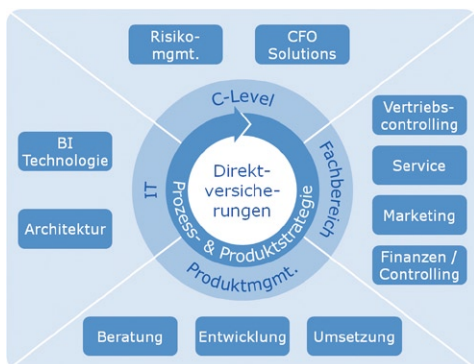 Risiko-
mgmt.
CFO
Solutions
C-Level
BI
Technologie
Architektur
IT
Direkt-
versiche-
rungen
Prozess- & Produktstrategie
Fachbereich
Vertriebs-
controlling
Service
Marketing
Finanzen /
Controlling
Produktmgmt.
Beratung
Entwicklung
Umsetzung